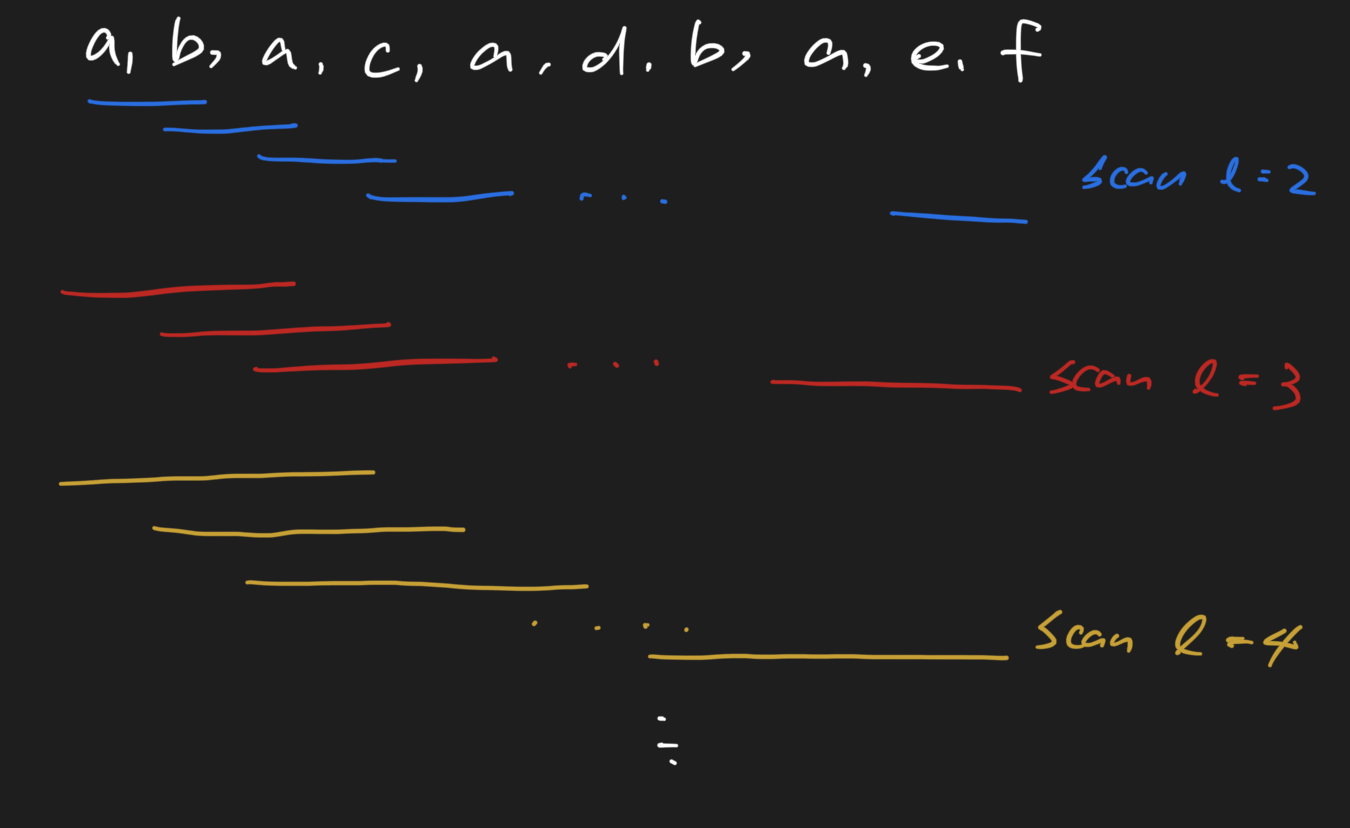 a, b, a, c, a, d. b, a, e. f
scan l = 2
scan l = 3
scan l = 4